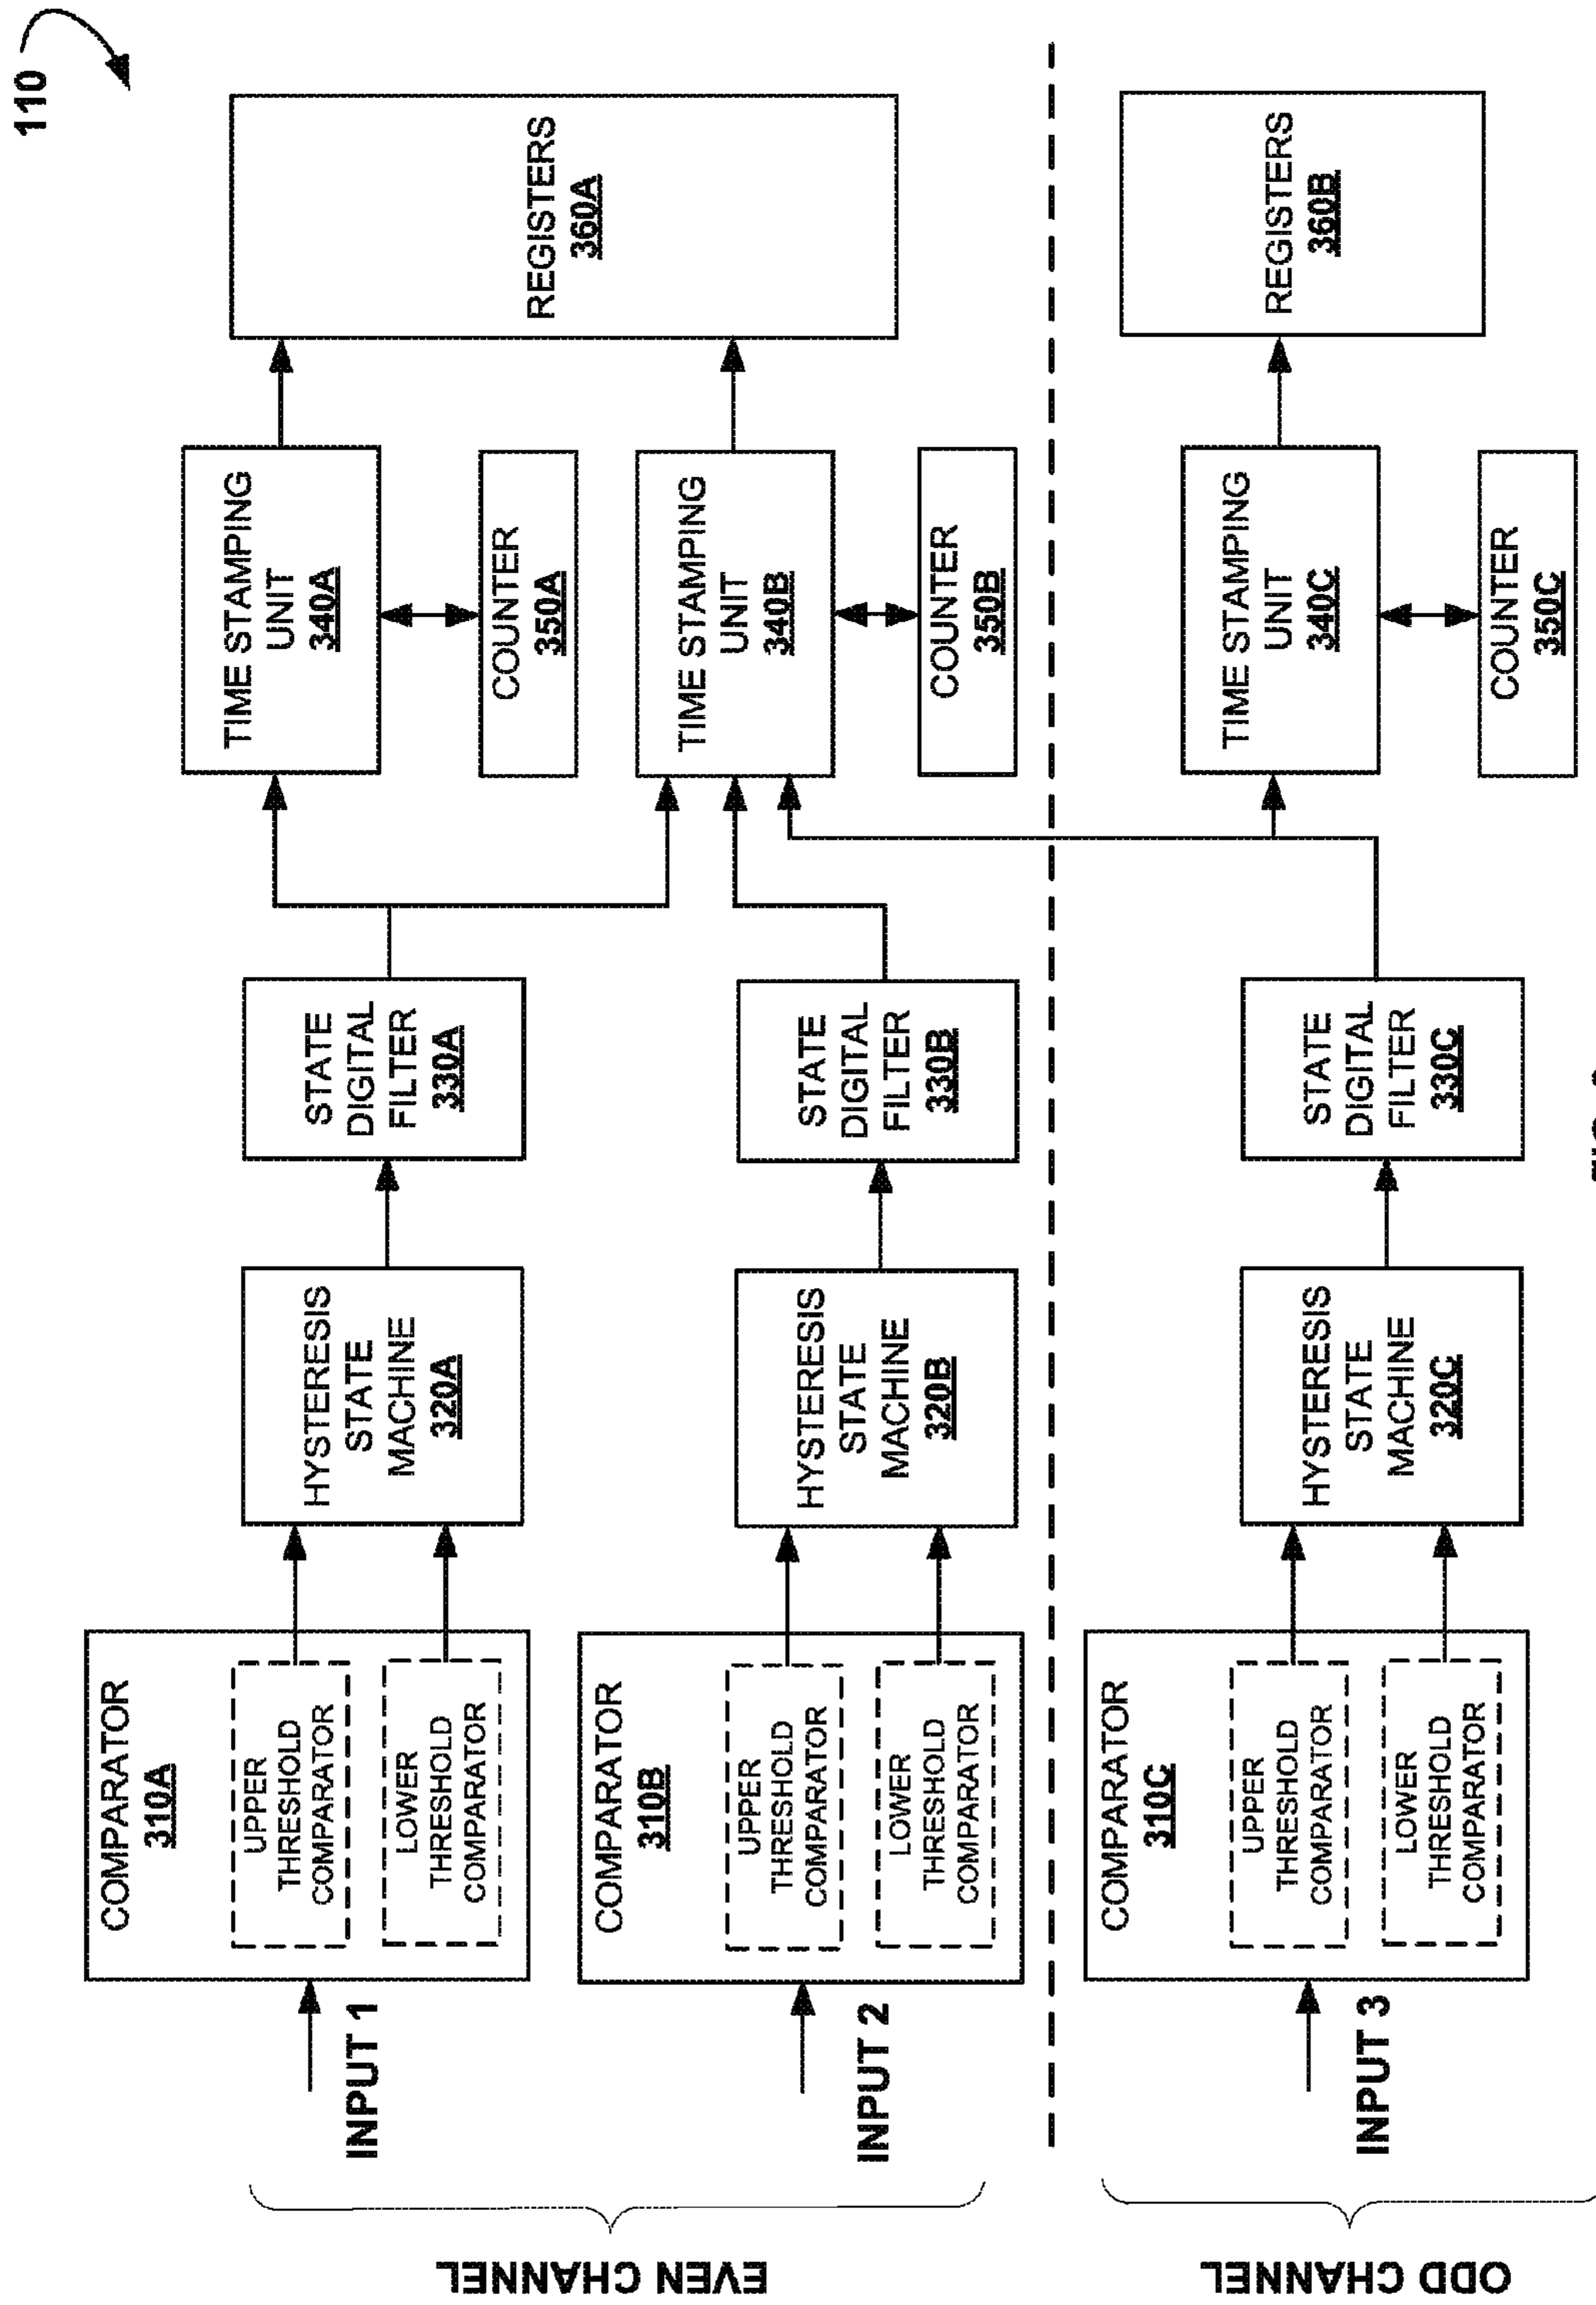 110
EVEN CHANNEL
INPUT 1
COMPARATOR
310A
UPPER
THRESHOLD
COMPARATOR
LOWER
THRESHOLD
COMPARATOR
HYSTERESIS
STATE
MACHINE
320A
STATE
DIGITAL
FILTER
330A
TIME STAMPING
UNIT
340A
COUNTER
350A
REGISTERS
360A
INPUT 2
COMPARATOR
310B
UPPER
THRESHOLD
COMPARATOR
LOWER
THRESHOLD
COMPARATOR
HYSTERESIS
STATE
MACHINE
320B
STATE
DIGITAL
FILTER
330B
TIME STAMPING
UNIT
340B
COUNTER
350B
ODD CHANNEL
INPUT 3
COMPARATOR
310C
UPPER
THRESHOLD
COMPARATOR
LOWER
THRESHOLD
COMPARATOR
HYSTERESIS
STATE
MACHINE
320C
STATE
DIGITAL
FILTER
330C
TIME STAMPING
UNIT
340C
COUNTER
350C
REGISTERS
360B